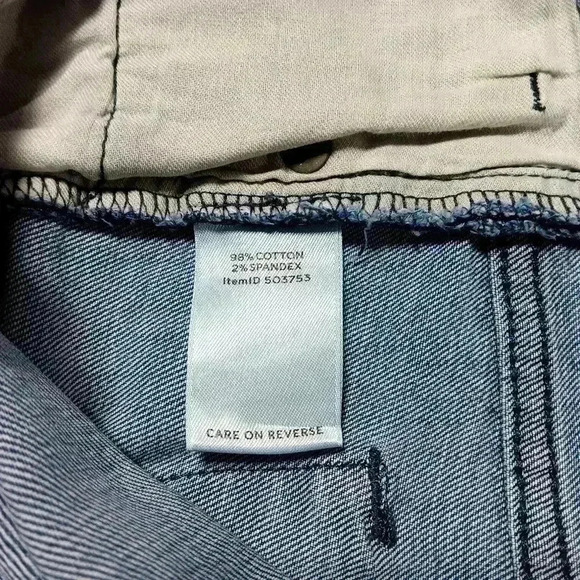 98% COTTON
2% SPANDEX
ItemID 503753
CARE ON REVERSE